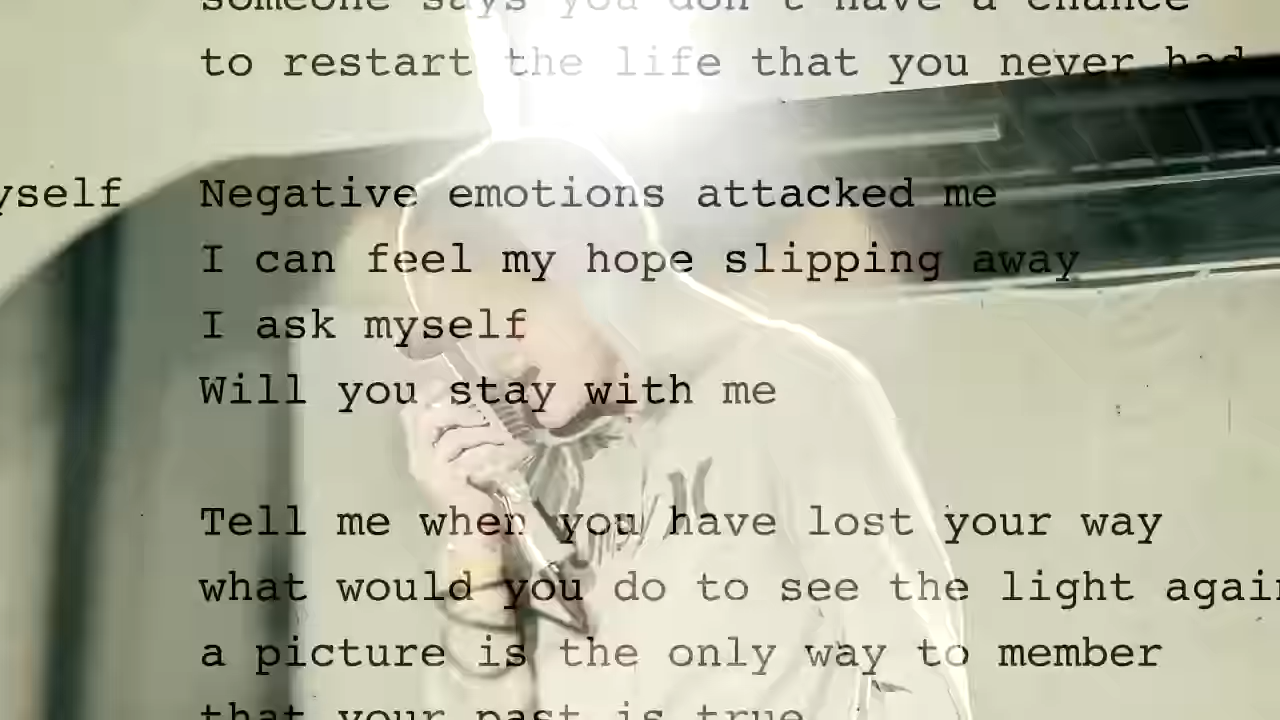 someone says you don't have a chance
to restart the life that you never had
yself
Negative emotions attacked me
I can feel my hope slipping away
I ask myself
Will you stay with me
Tell me when you have lost your way
what would you do to see the light again
a picture is the only way to member
that your past is true